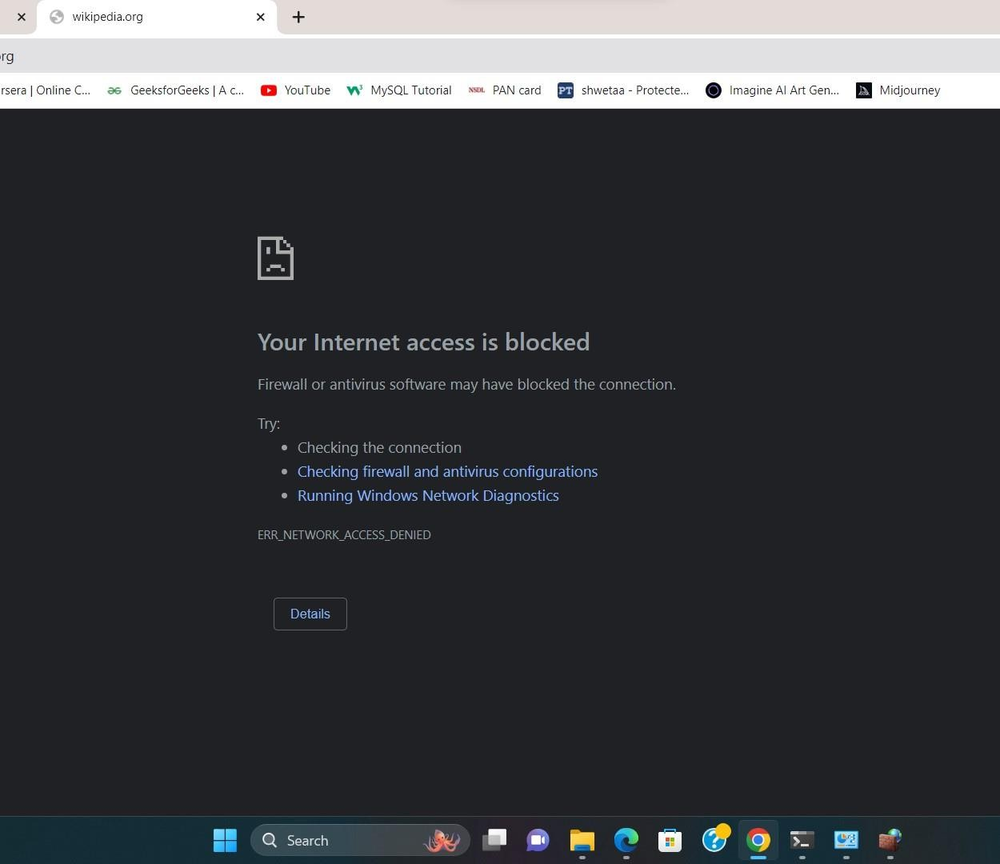 wikipedia.org
rg
rsera | Online C...
GeeksforGeeks | A c...
YouTube
MySQL Tutorial
NSDL
PAN card
PT
shwetaa - Protecte...
Imagine AI Art Gen...
Midjourney
Your Internet access is blocked
Firewall or antivirus software may have blocked the connection.
Try:
Checking the connection
Checking firewall and antivirus configurations
Running Windows Network Diagnostics
ERR_NETWORK_ACCESS_DENIED
Details
Search